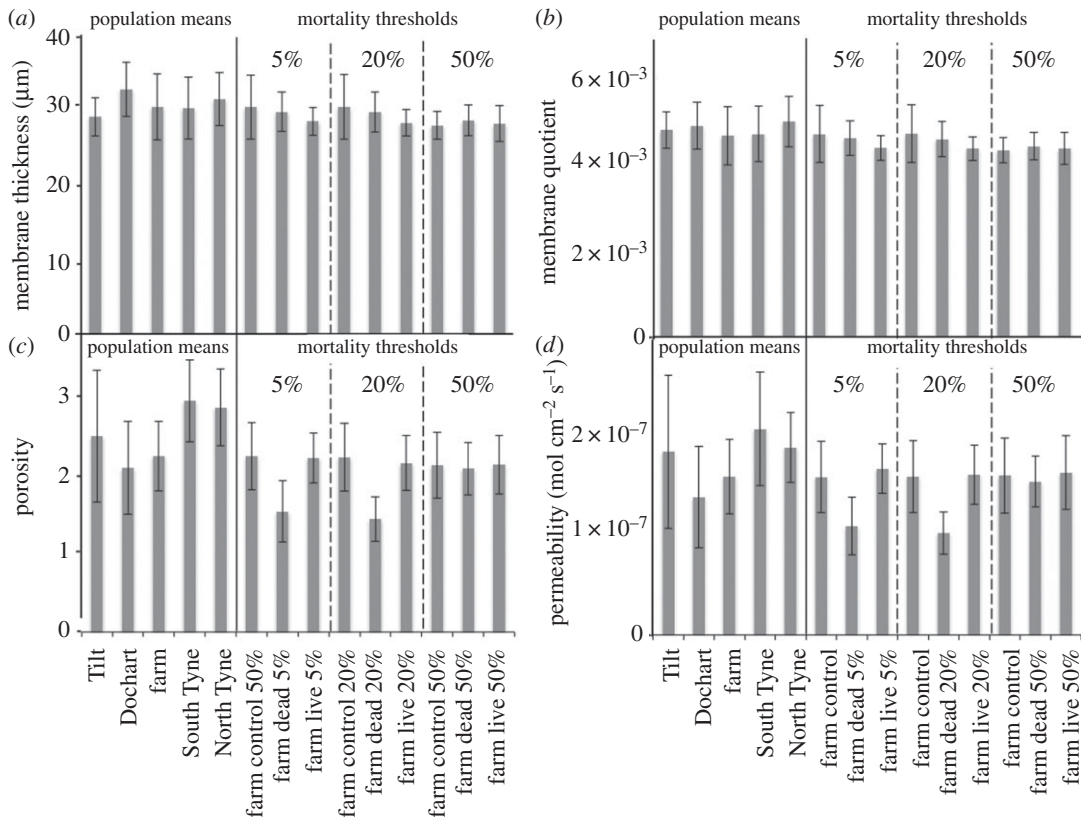 (a) population means mortality thresholds
5% 20% 50%
membrane thickness (μm)
40
30
20
10
0
(b) population means mortality thresholds
5% 20% 50%
membrane quotient
6 × 10⁻³
4 × 10⁻³
2 × 10⁻³
0
(c) population means mortality thresholds
5% 20% 50%
porosity
3
2
1
0
Tilt
Dochart
farm
South Tyne
North Tyne
farm control 50%
farm dead 5%
farm live 5%
farm control 20%
farm dead 20%
farm live 20%
farm control 50%
farm dead 50%
farm live 50%
(d) population means mortality thresholds
5% 20% 50%
permeability (mol cm⁻² s⁻¹)
2 × 10⁻⁷
1 × 10⁻⁷
0
Tilt
Dochart
farm
South Tyne
North Tyne
farm control
farm dead 5%
farm live 5%
farm control
farm dead 20%
farm live 20%
farm control
farm dead 50%
farm live 50%